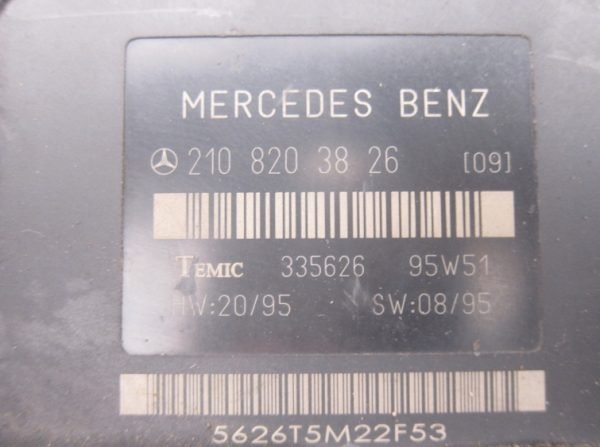 MERCEDES BENZ
210 820 38 26 [09]
TEMIC 335626 95W51
HW:20/95 SW:08/95
5626T5M22F53